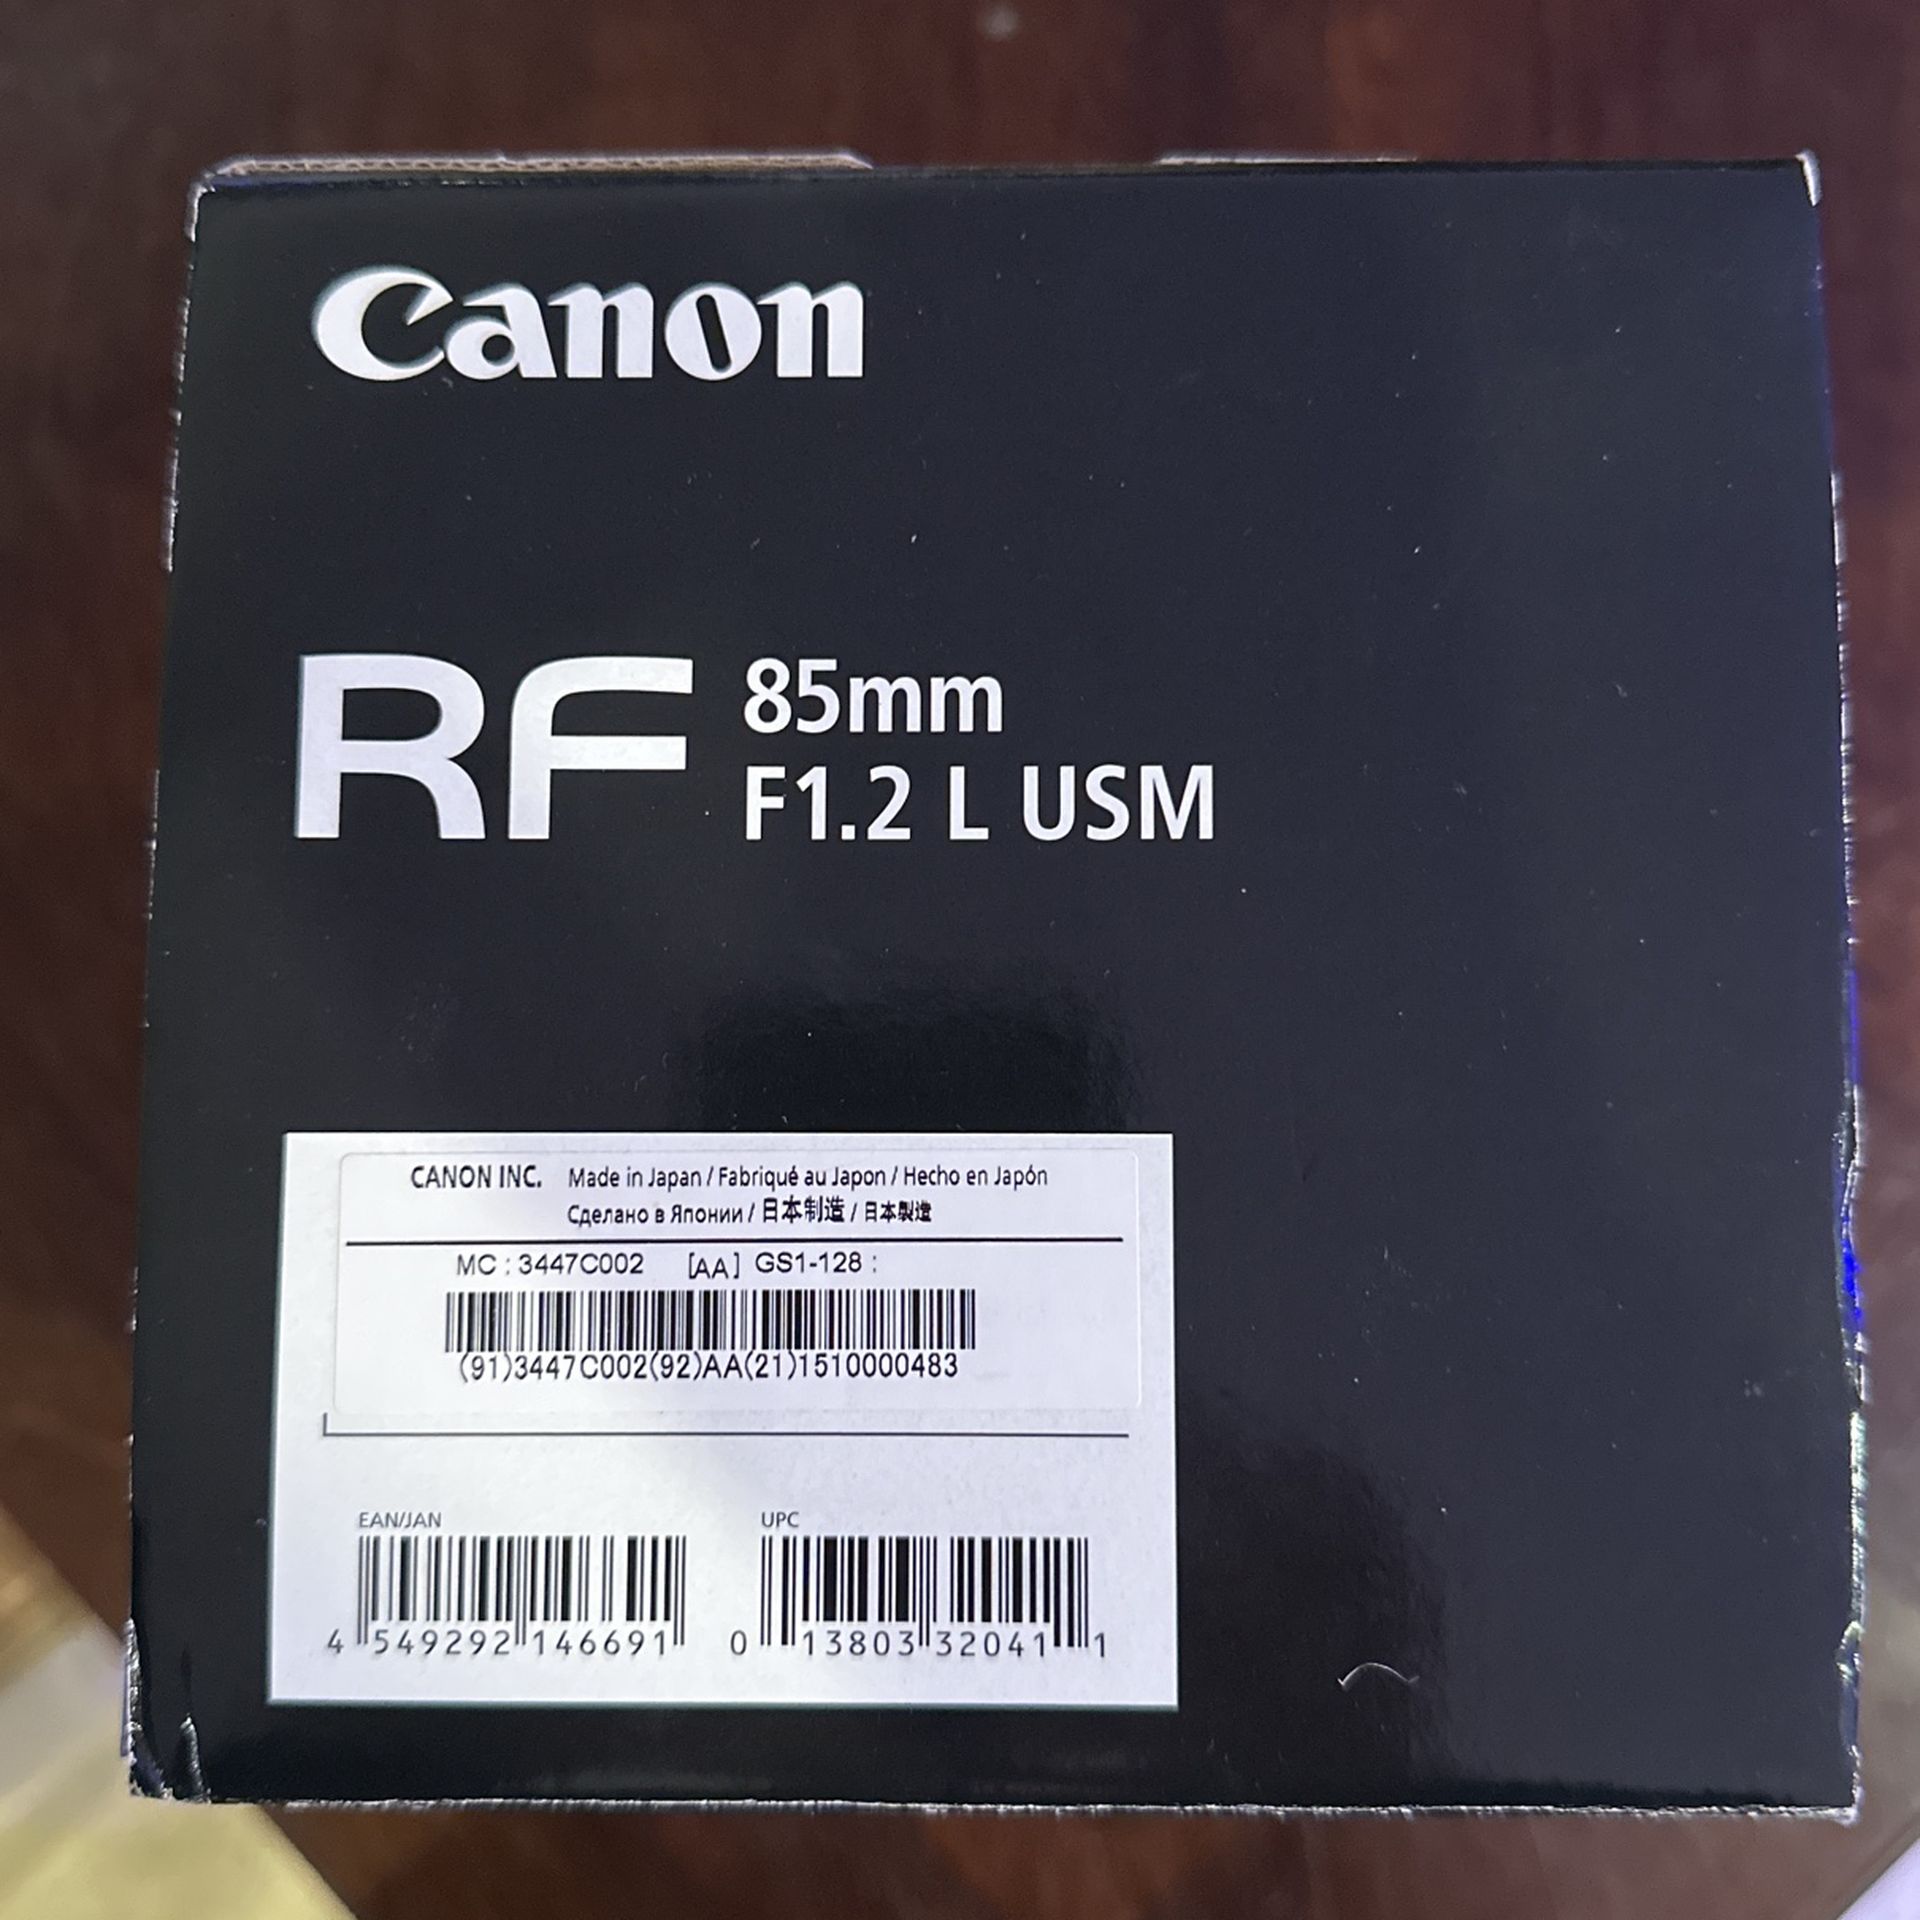 Canon
RF 85mm
F1.2 L USM
CANON INC. Made in Japan / Fabriqué au Japon / Hecho en Japón
Сделано в Японии / 日本制造 / 日本製造
MC : 3447C002 [AA] GS1-128 :
(91)3447C002(92)AA(21)1510000483
EAN/JAN UPC
4 549292 146691 0 13803 32041 1